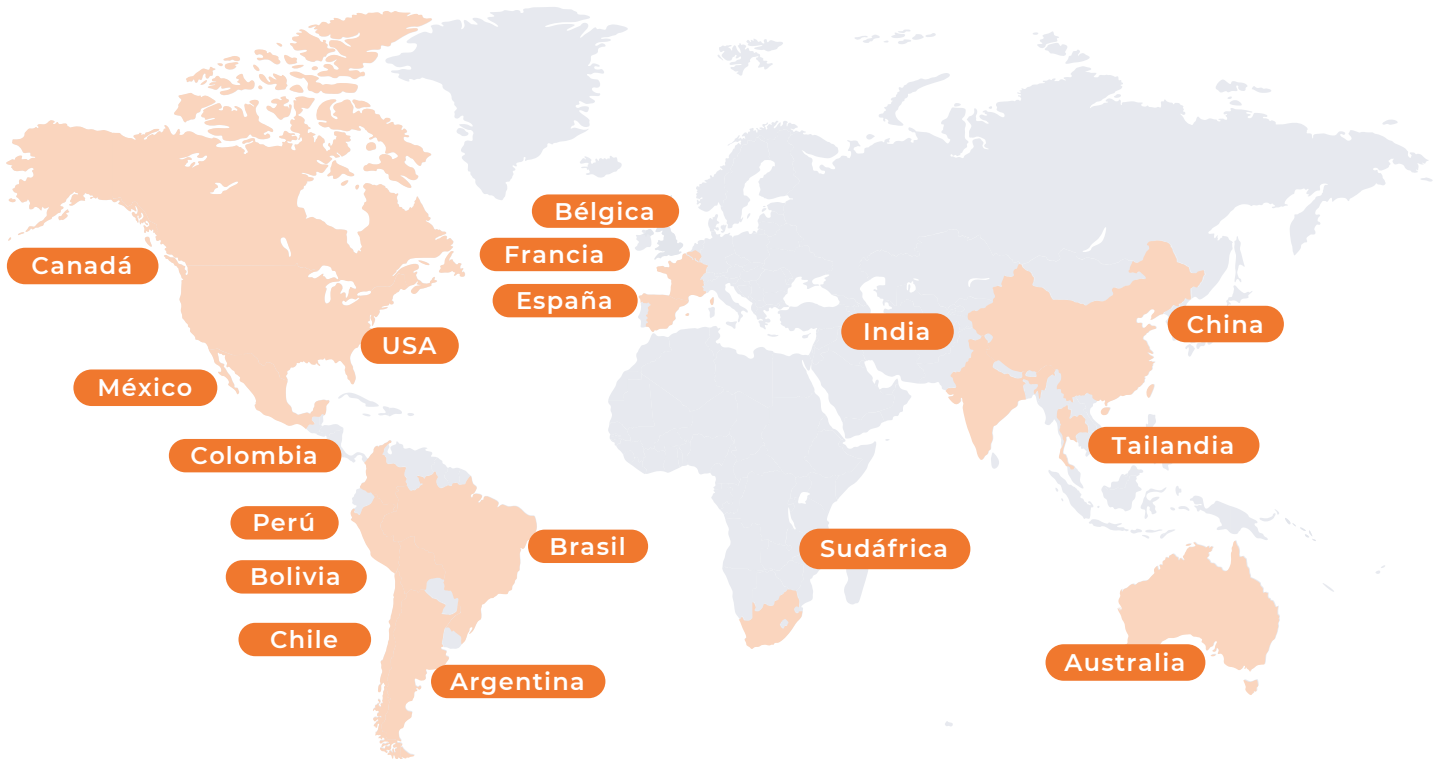 Bélgica
Francia
Canadá
España
China
India
USA
México
Colombia
Tailandia
Perú
Brasil
Sudáfrica
Bolivia
Chile
Australia
Argentina